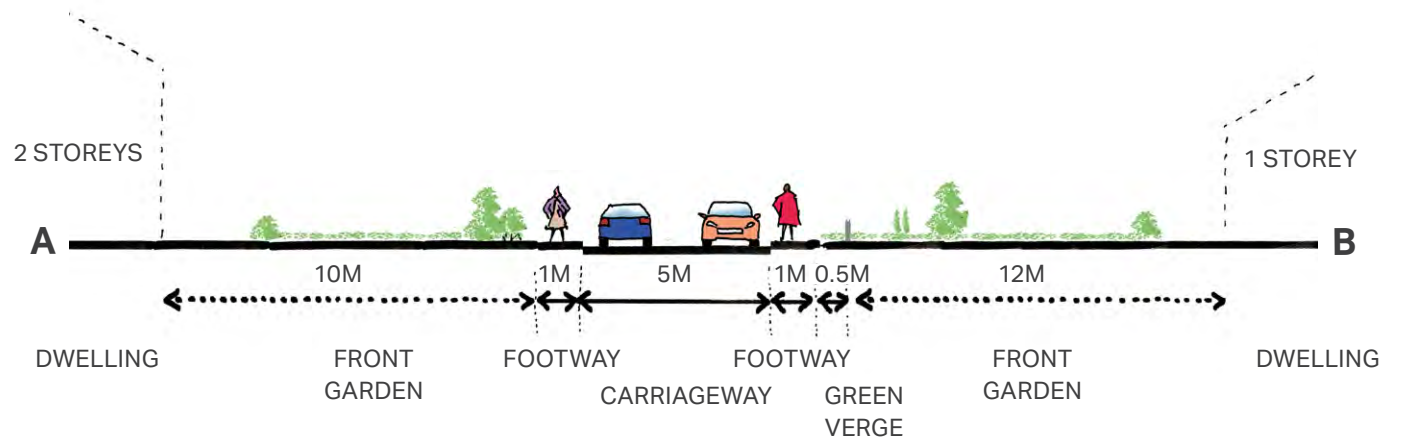 2 STOREYS
1 STOREY
A
B
10M
1M
5M
1M
0.5M
12M
DWELLING
FRONT
GARDEN
FOOTWAY
CARRIAGEWAY
FOOTWAY
GREEN
VERGE
FRONT
GARDEN
DWELLING